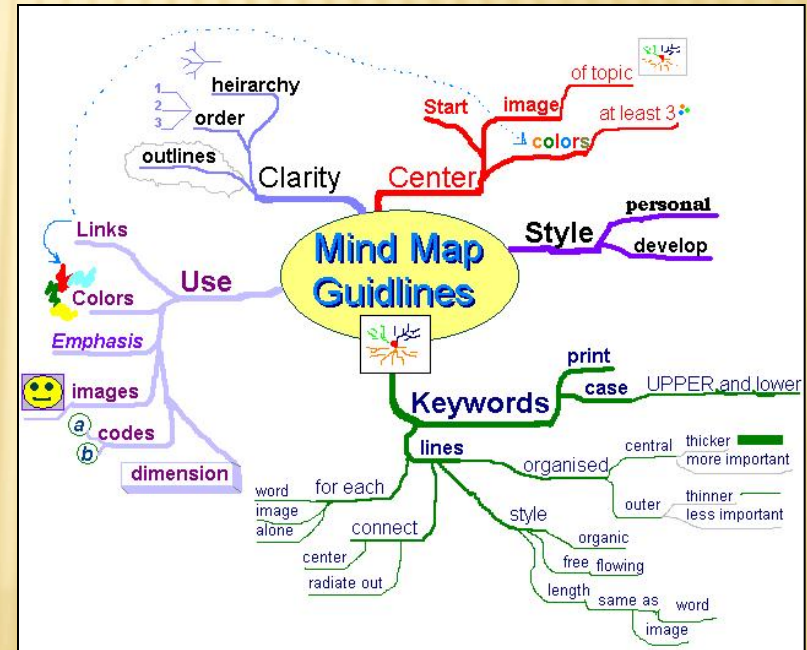 Mind Map
Guidlines
Center
Start
image
of topic
colors
at least 3
Style
personal
develop
Keywords
print
case
UPPER and lower
lines
organised
central
thicker
more important
outer
thinner
less important
style
organic
free flowing
length
same as
word
image
connect
center
radiate out
for each
word
image
alone
Use
Links
Colors
Emphasis
images
codes
a
b
dimension
Clarity
heirarchy
order
1
2
3
outlines